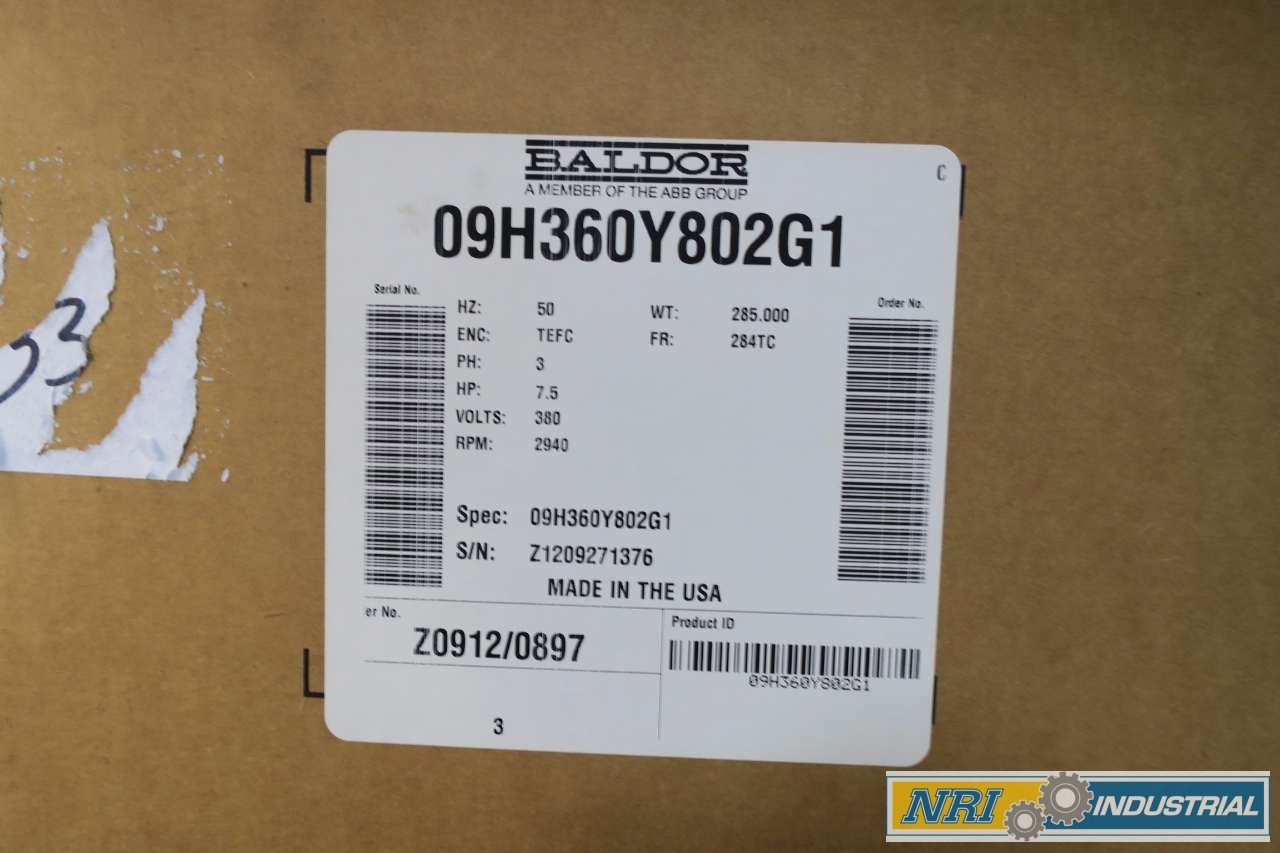 BALDOR
A MEMBER OF THE ABB GROUP
C
09H360Y802G1
Serial No.
Order No.
HZ: 50 WT: 285.000
ENC: TEFC FR: 284TC
PH: 3
HP: 7.5
VOLTS: 380
RPM: 2940
Spec: 09H360Y802G1
S/N: Z1209271376
MADE IN THE USA
er No.
Z0912/0897
Product ID
09H360Y802G1
3
33
NRI INDUSTRIAL